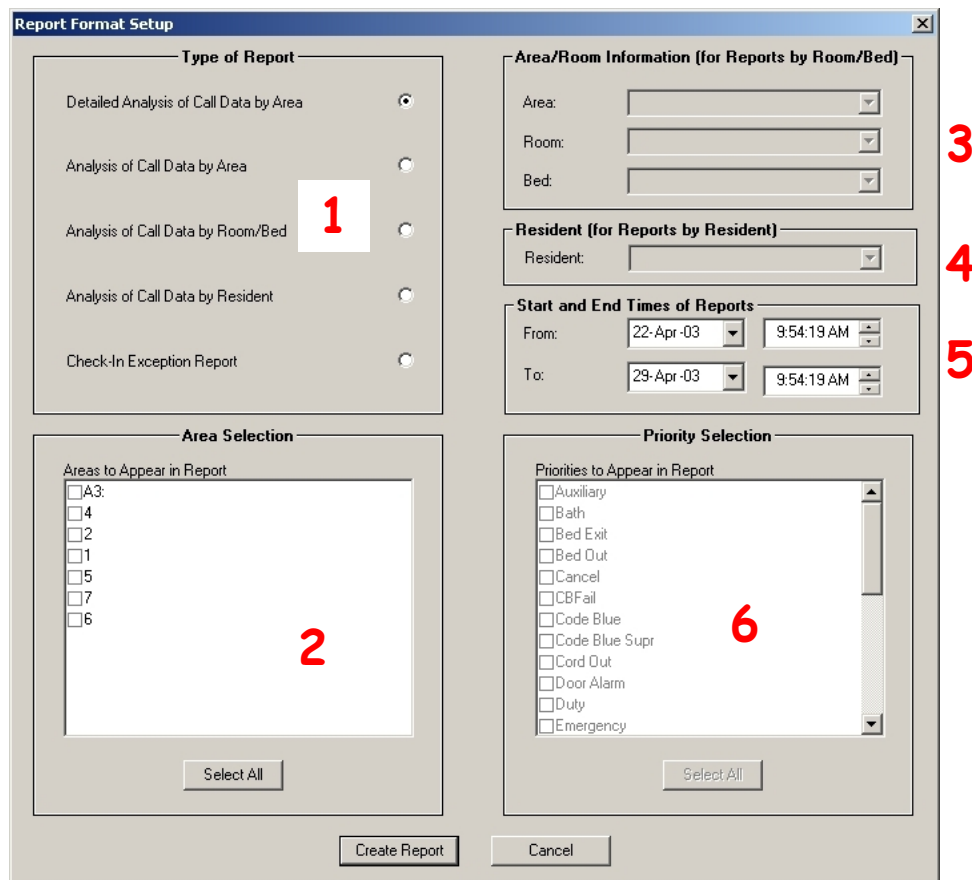 Report Format Setup
Type of Report
Detailed Analysis of Call Data by Area
Analysis of Call Data by Area
1
Analysis of Call Data by Room/Bed
Analysis of Call Data by Resident
Check-In Exception Report
Area/Room Information (for Reports by Room/Bed)
Area:
Room:
Bed:
3
Resident (for Reports by Resident)
Resident:
4
Start and End Times of Reports
From: 22-Apr-03 9:54:19 AM
To: 29-Apr-03 9:54:19 AM
5
Area Selection
Areas to Appear in Report
A3:
4
2
1
5
7
6
2
Select All
Priority Selection
Priorities to Appear in Report
Auxiliary
Bath
Bed Exit
Bed Out
Cancel
CBFail
Code Blue
Code Blue Supr
Cord Out
Door Alarm
Duty
Emergency
6
Select All
Create Report
Cancel